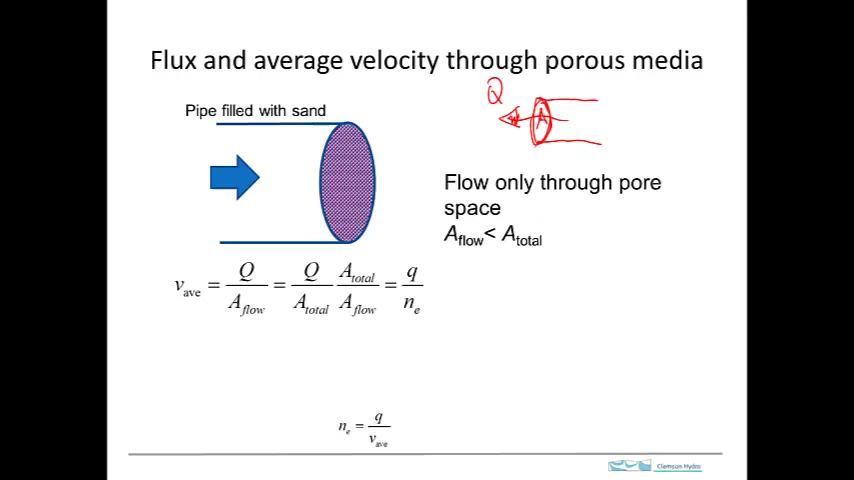 Flux and average velocity through porous media
Pipe filled with sand
Q
A
Flow only through pore
space
A_flow < A_total
v_ave = Q / A_flow = Q / A_total A_total / A_flow = q / n_e
n_e = q / v_ave
Clemson Hydro